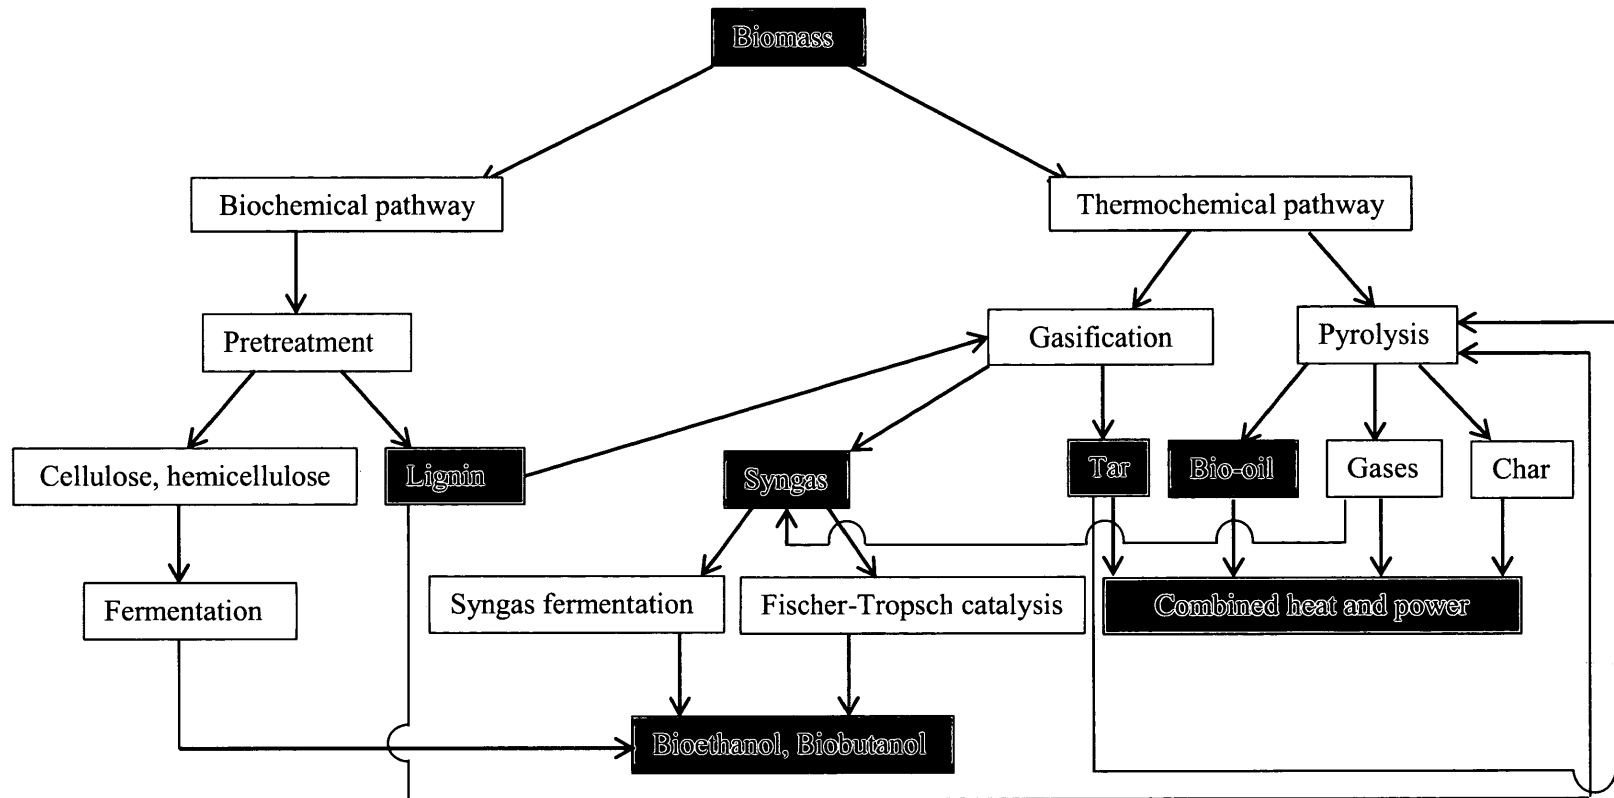 Biomass
Biochemical pathway
Thermochemical pathway
Pretreatment
Gasification
Pyrolysis
Cellulose, hemicellulose
Lignin
Syngas
Tar
Bio-oil
Gases
Char
Fermentation
Syngas fermentation
Fischer-Tropsch catalysis
Combined heat and power
Bioethanol, Biobutanol